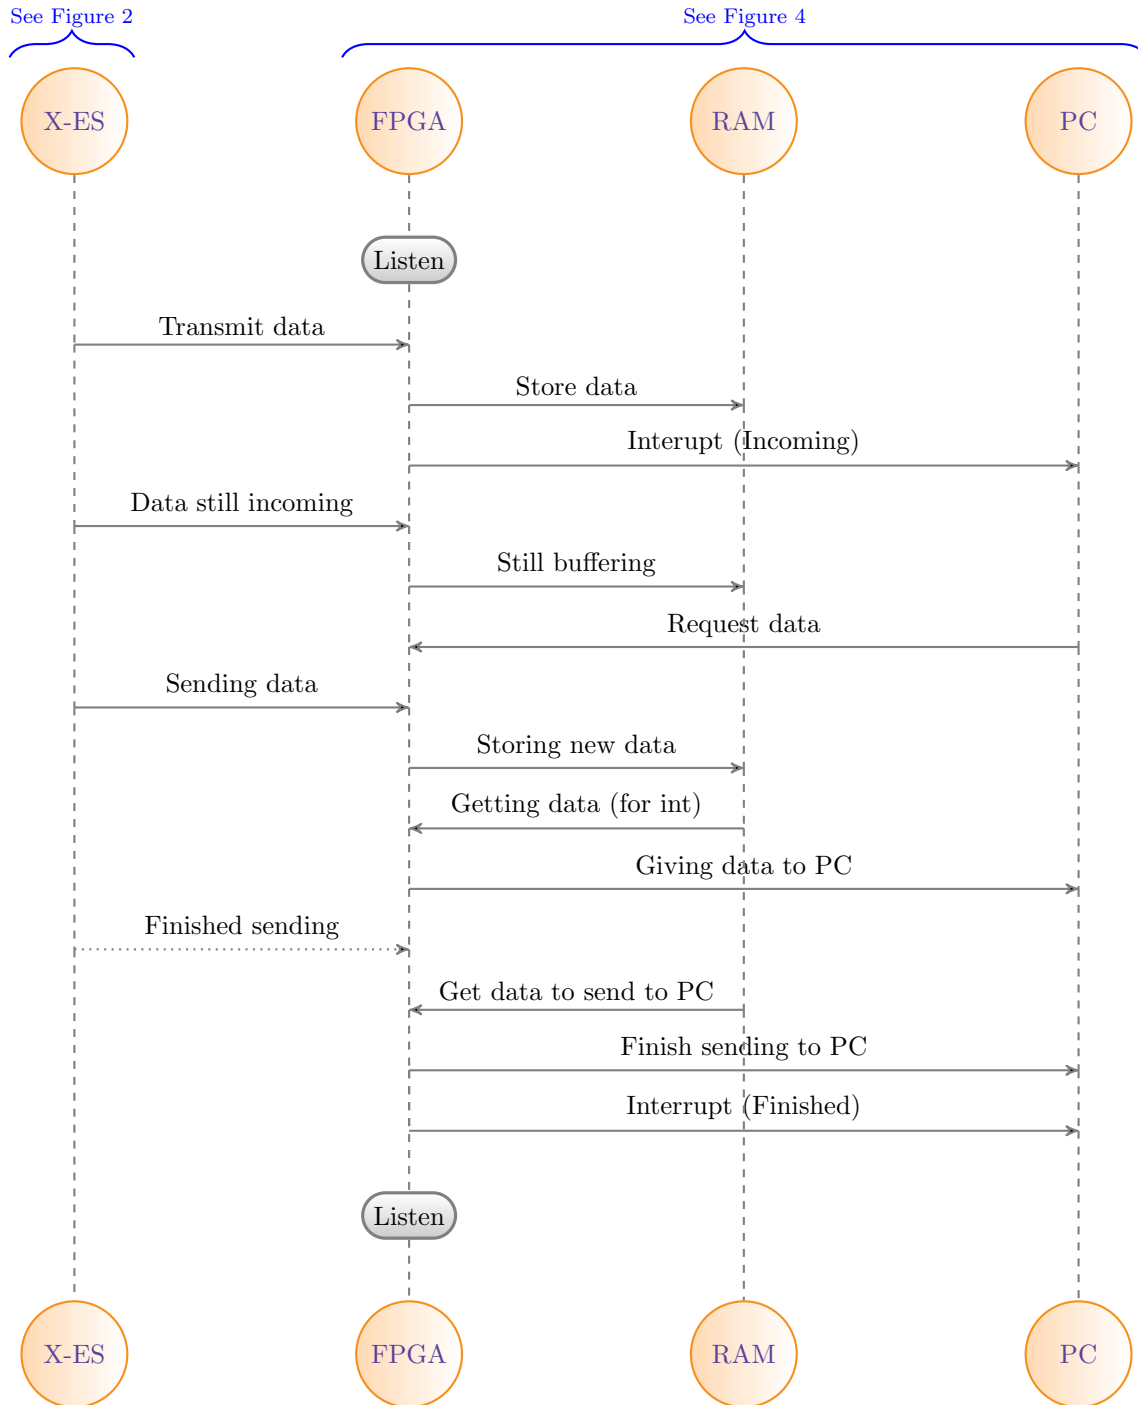 See Figure 2
See Figure 4
X-ES
FPGA
RAM
PC
Listen
Transmit data
Store data
Interupt (Incoming)
Data still incoming
Still buffering
Request data
Sending data
Storing new data
Getting data (for int)
Giving data to PC
Finished sending
Get data to send to PC
Finish sending to PC
Interrupt (Finished)
Listen
X-ES
FPGA
RAM
PC